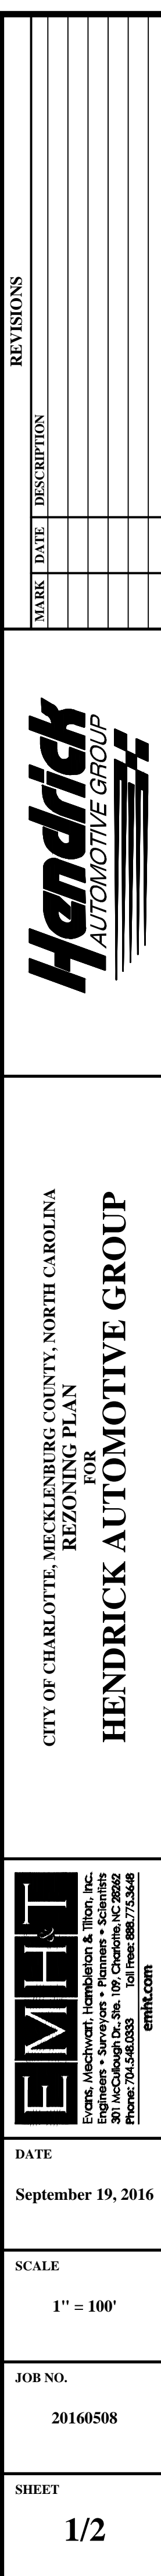 REVISIONS
MARK DATE DESCRIPTION
Hendrick
AUTOMOTIVE GROUP
CITY OF CHARLOTTE, MECKLENBURG COUNTY, NORTH CAROLINA
REZONING PLAN
FOR
HENDRICK AUTOMOTIVE GROUP
EMH&T
Evans, Mechwart, Hambleton & Tilton, Inc.
Engineers • Surveyors • Planners • Scientists
301 McCullough Dr., Ste. 109, Charlotte, NC 28262
Phone: 704.548.0333 Toll Free: 888.775.3648
emht.com
DATE
September 19, 2016
SCALE
1" = 100'
JOB NO.
20160508
SHEET
1/2